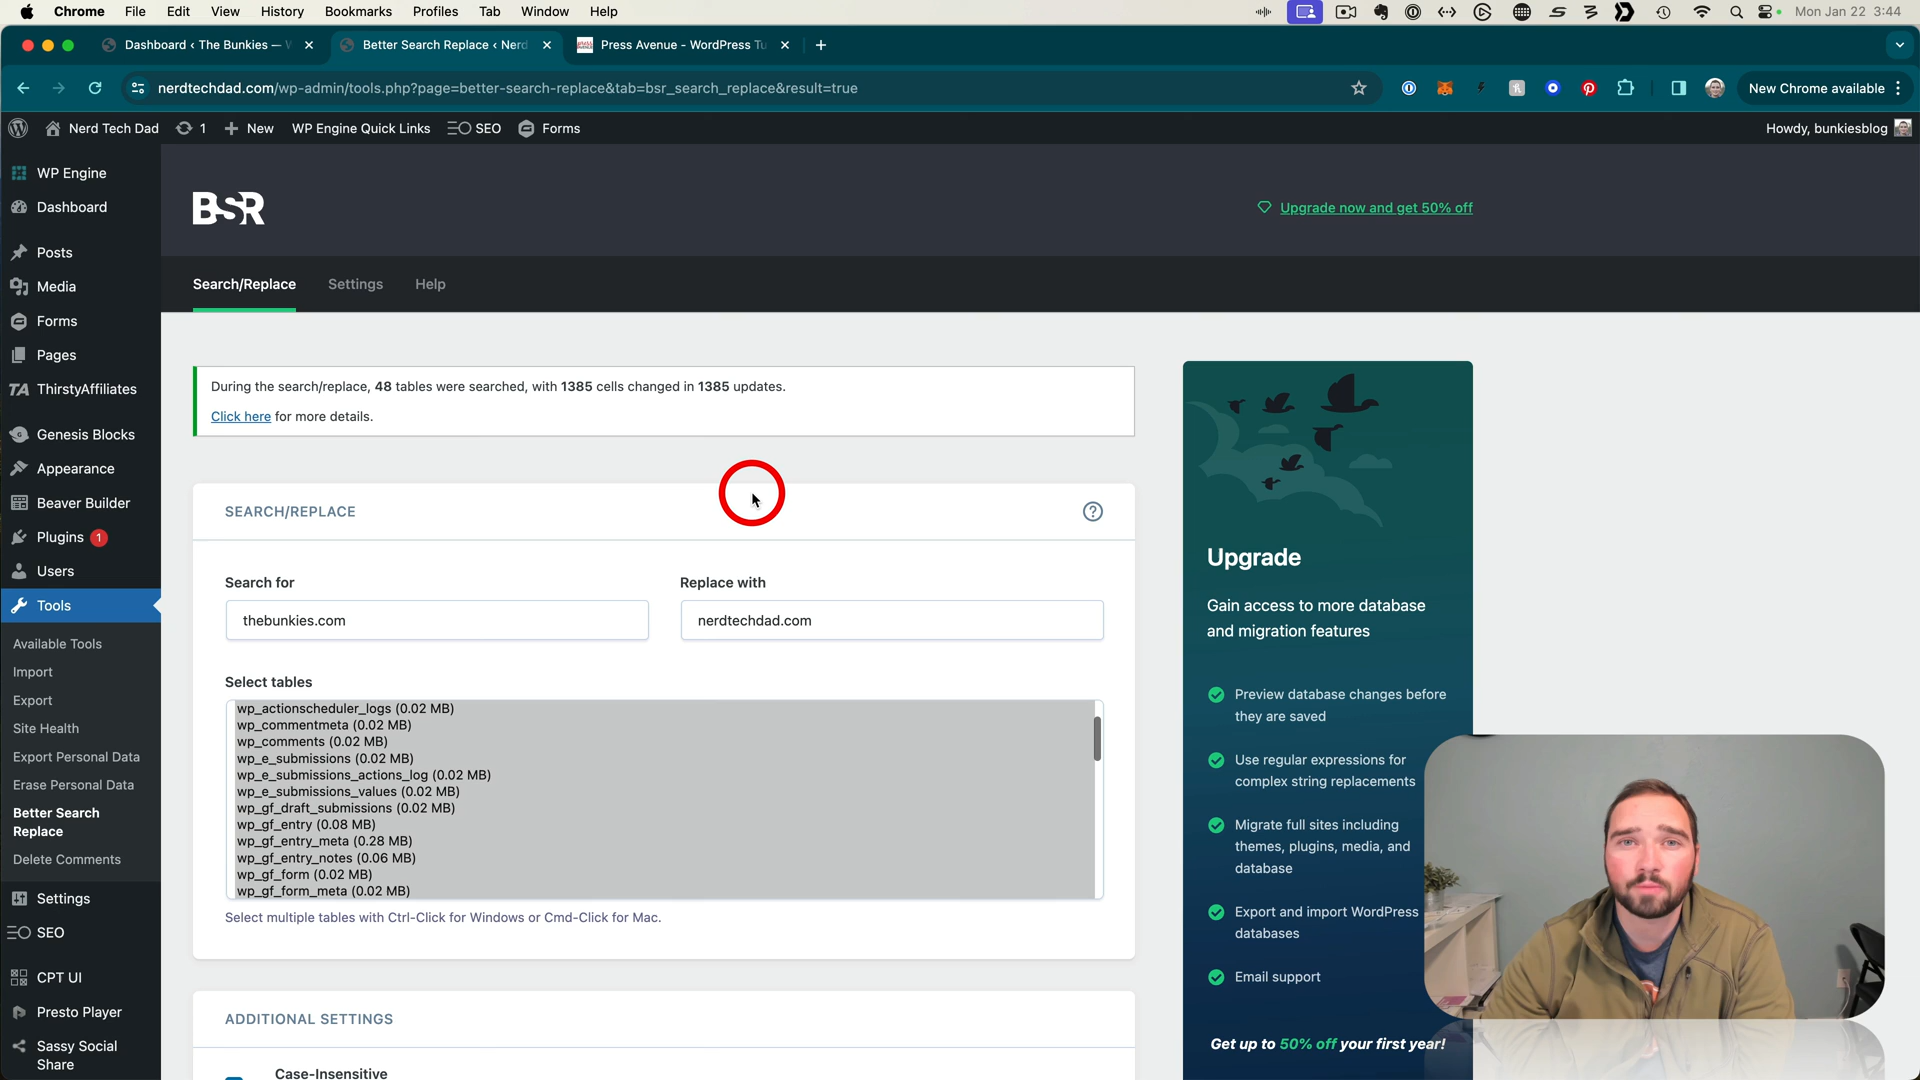 Chrome File Edit View History Bookmarks Profiles Tab Window Help Mon Jan 22 3:44
Dashboard ‹ The Bunkies — Better Search Replace ‹ Nerd Press Avenue - WordPress Tu
nerdtechdad.com/wp-admin/tools.php?page=better-search-replace&tab=bsr_search_replace&result=true New Chrome available
Nerd Tech Dad 1 New WP Engine Quick Links SEO Forms Howdy, bunkiesblog
WP Engine
Dashboard
Posts
Media
Forms
Pages
TA ThirstyAffiliates
Genesis Blocks
Appearance
Beaver Builder
Plugins 1
Users
Tools
Available Tools
Import
Export
Site Health
Export Personal Data
Erase Personal Data
Better Search
Replace
Delete Comments
Settings
SEO
CPT UI
Presto Player
Sassy Social
Share
BSR
Upgrade now and get 50% off
Search/Replace Settings Help
During the search/replace, 48 tables were searched, with 1385 cells changed in 1385 updates.
Click here for more details.
SEARCH/REPLACE
Search for Replace with
thebunkies.com nerdtechdad.com
Select tables
wp_actionscheduler_logs (0.02 MB)
wp_commentmeta (0.02 MB)
wp_comments (0.02 MB)
wp_e_submissions (0.02 MB)
wp_e_submissions_actions_log (0.02 MB)
wp_e_submissions_values (0.02 MB)
wp_gf_draft_submissions (0.02 MB)
wp_gf_entry (0.08 MB)
wp_gf_entry_meta (0.28 MB)
wp_gf_entry_notes (0.06 MB)
wp_gf_form (0.02 MB)
wp_gf_form_meta (0.02 MB)
Select multiple tables with Ctrl-Click for Windows or Cmd-Click for Mac.
ADDITIONAL SETTINGS
Case-Insensitive
Upgrade
Gain access to more database
and migration features
Preview database changes before
they are saved
Use regular expressions for
complex string replacements
Migrate full sites including
themes, plugins, media, and
database
Export and import WordPress
databases
Email support
Get up to 50% off your first year!